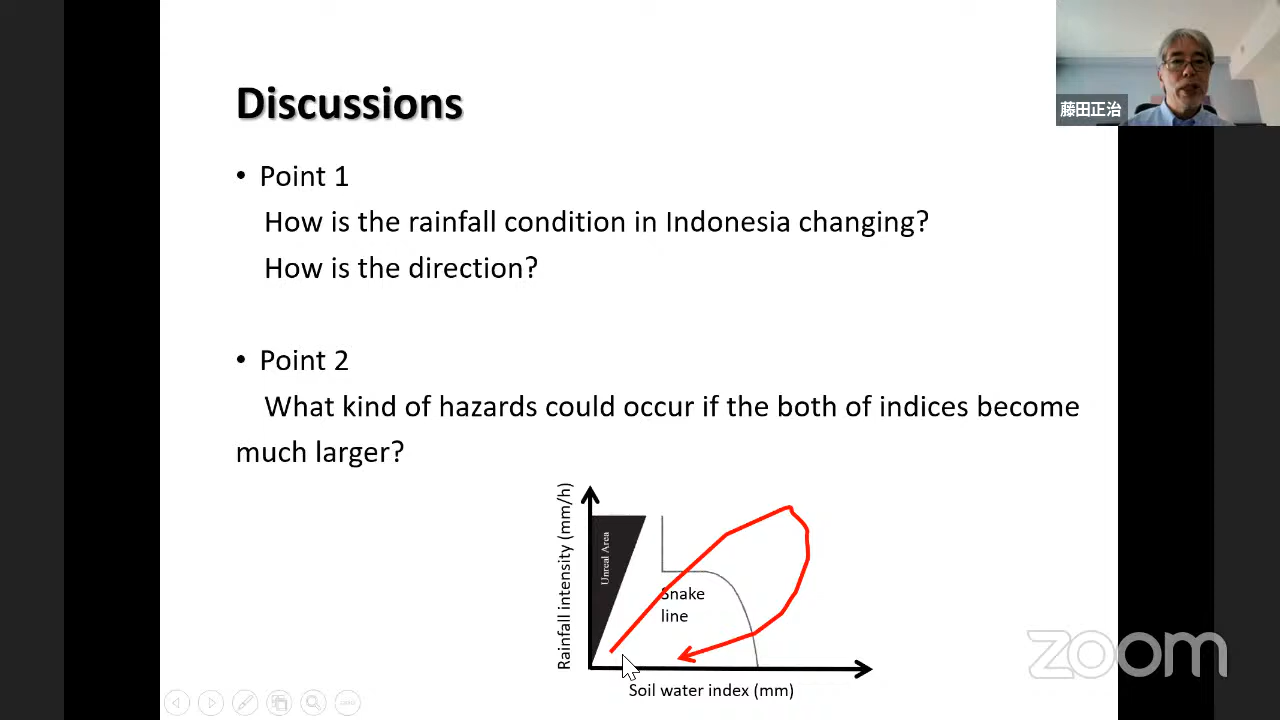 Discussions
藤田正治
• Point 1
How is the rainfall condition in Indonesia changing?
How is the direction?
• Point 2
What kind of hazards could occur if the both of indices become
much larger?
Rainfall intensity (mm/h)
Unreal Area
Snake
line
Soil water index (mm)
zoom